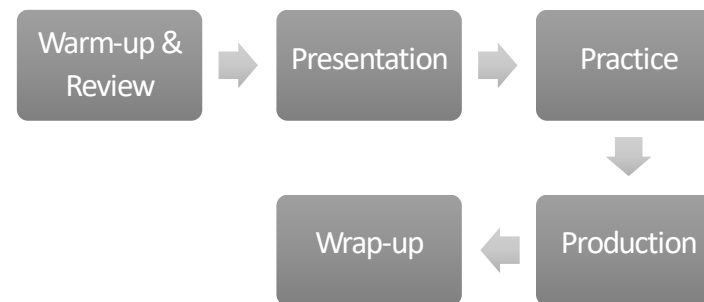 Warm-up &
Review
Presentation
Practice
Production
Wrap-up